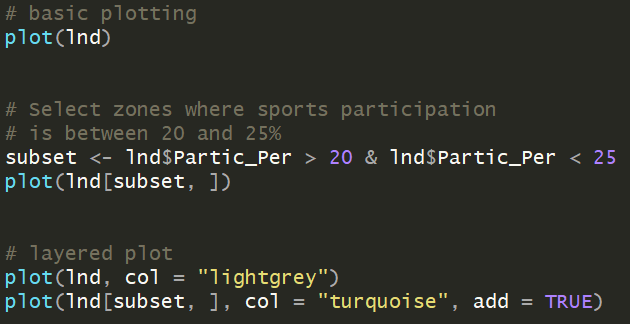 # basic plotting
plot(lnd)
# Select zones where sports participation
# is between 20 and 25%
subset <- lnd$Partic_Per > 20 & lnd$Partic_Per < 25
plot(lnd[subset, ])
# layered plot
plot(lnd, col = "lightgrey")
plot(lnd[subset, ], col = "turquoise", add = TRUE)